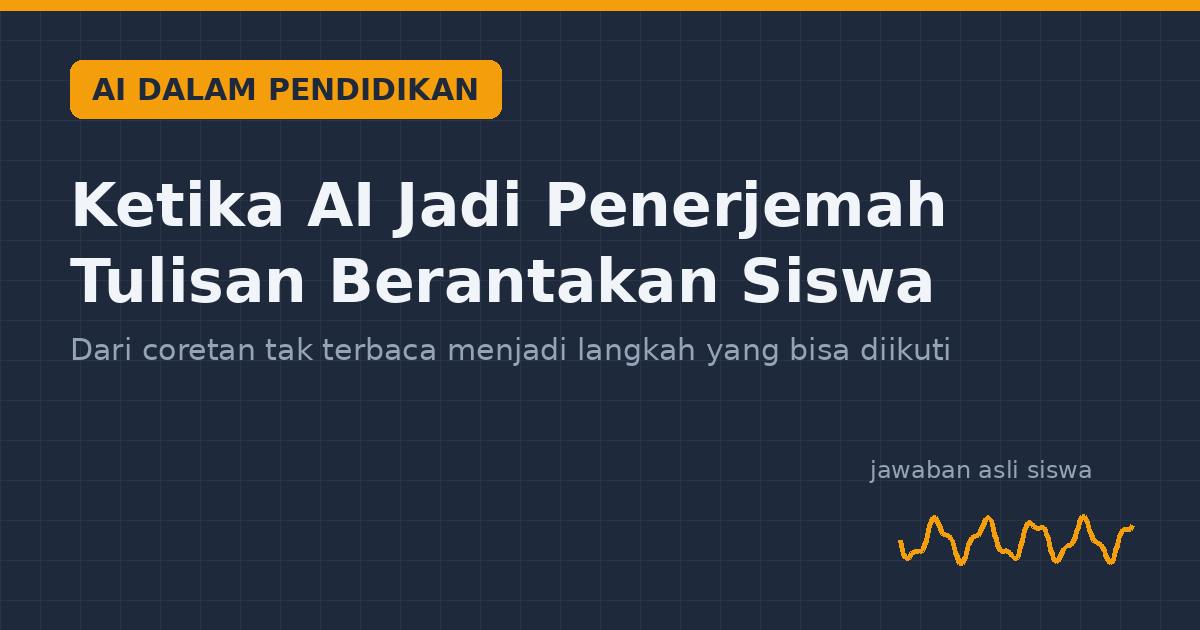 AI DALAM PENDIDIKAN
Ketika AI Jadi Penerjemah
Tulisan Berantakan Siswa
Dari coretan tak terbaca menjadi langkah yang bisa diikuti
jawaban asli siswa